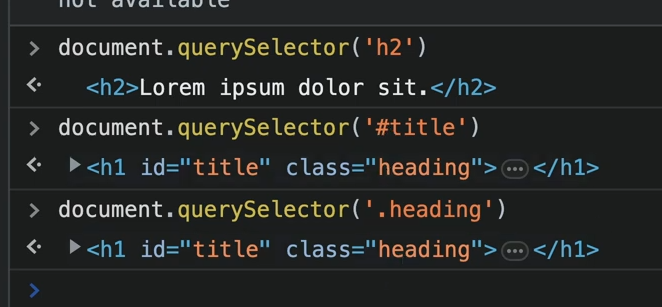 not available
> document.querySelector('h2')
<h2>Lorem ipsum dolor sit.</h2>
> document.querySelector('#title')
<h1 id="title" class="heading">…</h1>
> document.querySelector('.heading')
<h1 id="title" class="heading">…</h1>
>